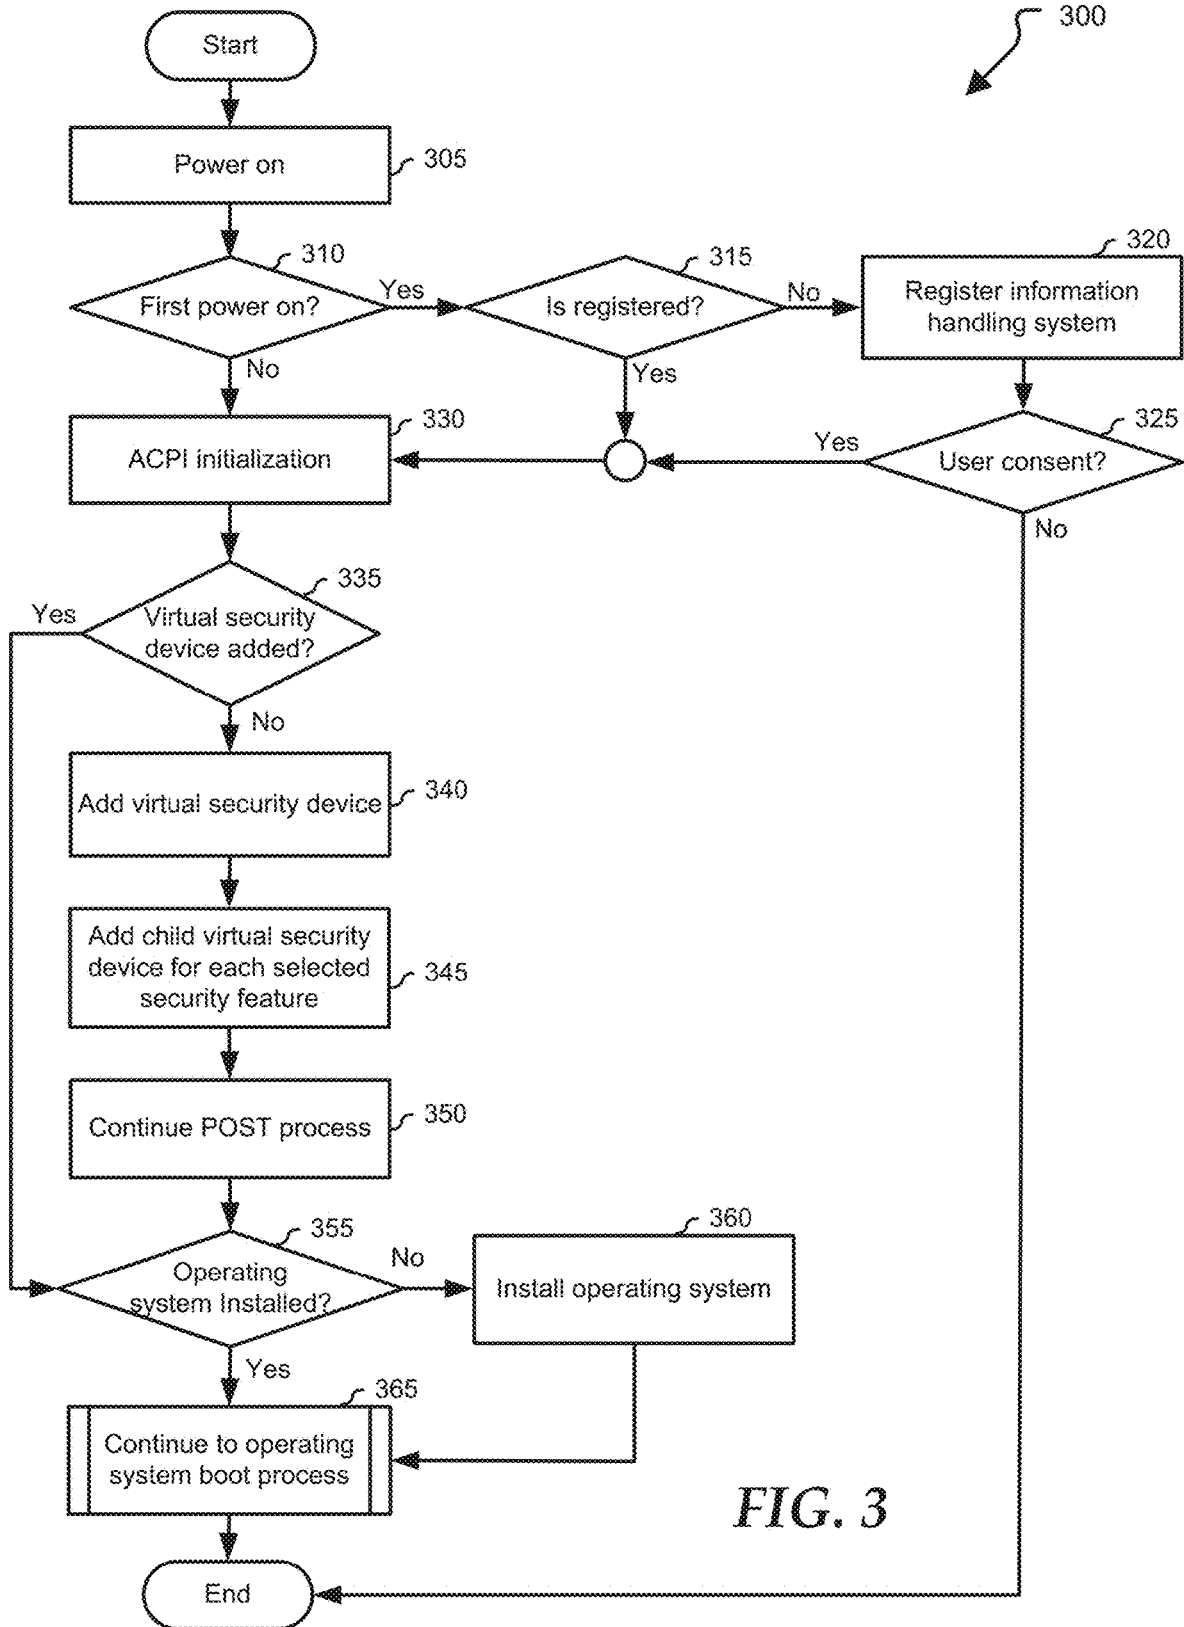 300
Start
Power on
305
310
First power on?
Yes
315
Is registered?
No
320
Register information
handling system
No
Yes
325
User consent?
Yes
No
330
ACPI initialization
335
Yes
Virtual security
device added?
No
Add virtual security device
340
Add child virtual security
device for each selected
security feature
345
Continue POST process
350
355
Operating
system Installed?
No
360
Install operating system
Yes
365
Continue to operating
system boot process
FIG. 3
End